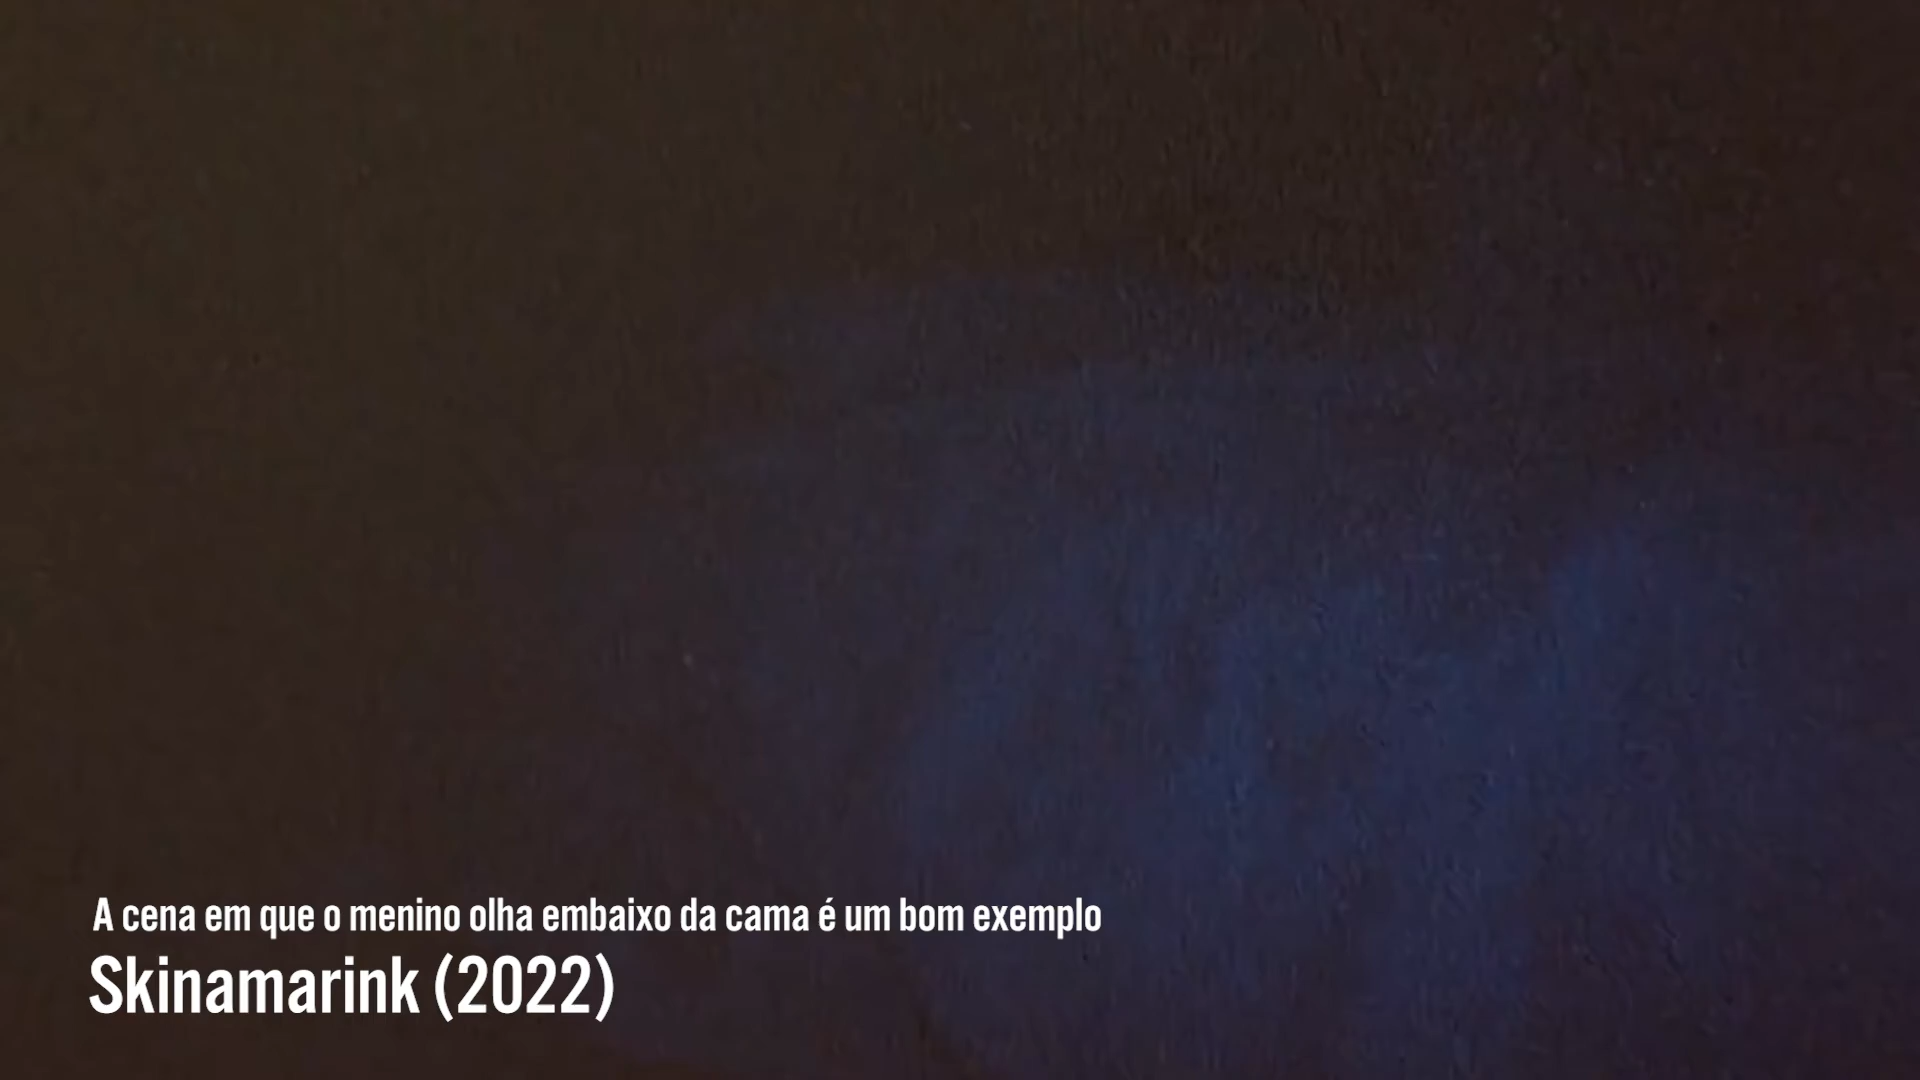 A cena em que o menino olha embaixo da cama é um bom exemplo
Skinamarink (2022)